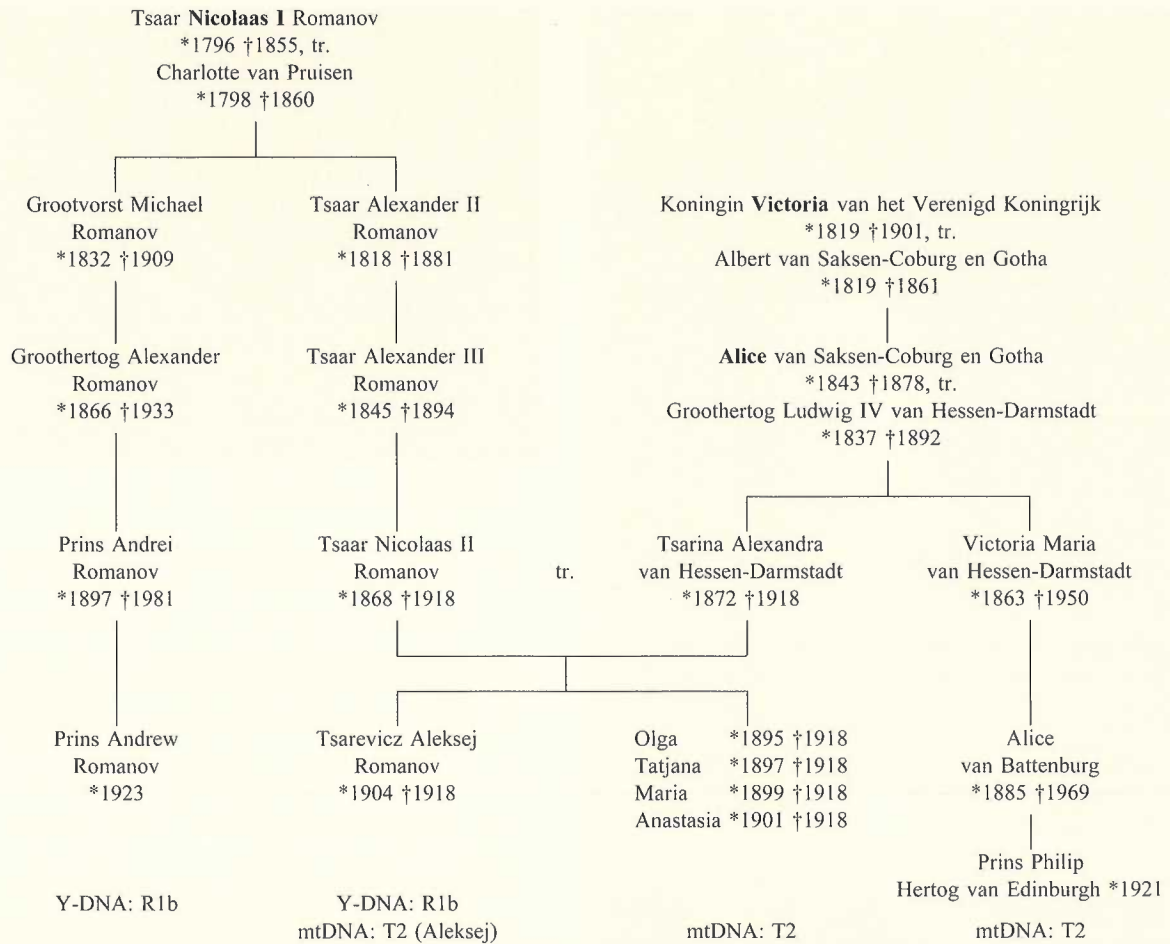 Tsaar Nicolaas I Romanov
*1796 †1855, tr.
Charlotte van Pruisen
*1798 †1860
Grootvorst Michael
Romanov
*1832 †1909
Tsaar Alexander II
Romanov
*1818 †1881
Koningin Victoria van het Verenigd Koningrijk
*1819 †1901, tr.
Albert van Saksen-Coburg en Gotha
*1819 †1861
Groothertog Alexander
Romanov
*1866 †1933
Tsaar Alexander III
Romanov
*1845 †1894
Alice van Saksen-Coburg en Gotha
*1843 †1878, tr.
Groothertog Ludwig IV van Hessen-Darmstadt
*1837 †1892
Prins Andrei
Romanov
*1897 †1981
Tsaar Nicolaas II
Romanov
*1868 †1918
tr.
Tsarina Alexandra
van Hessen-Darmstadt
*1872 †1918
Victoria Maria
van Hessen-Darmstadt
*1863 †1950
Prins Andrew
Romanov
*1923
Tsarevicz Aleksej
Romanov
*1904 †1918
Olga *1895 †1918
Tatjana *1897 †1918
Maria *1899 †1918
Anastasia *1901 †1918
Alice
van Battenburg
*1885 †1969
Prins Philip
Hertog van Edinburgh *1921
Y-DNA: R1b
Y-DNA: R1b
mtDNA: T2 (Aleksej)
mtDNA: T2
mtDNA: T2